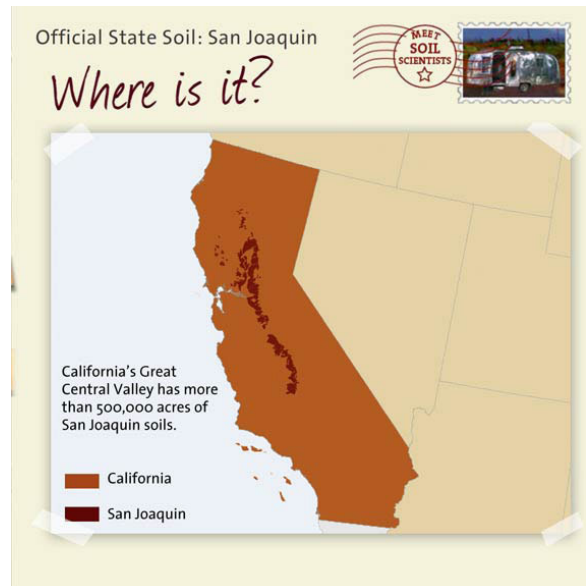 Official State Soil: San Joaquin
Where is it?
MEET
SOIL
SCIENTISTS
California's Great
Central Valley has more
than 500,000 acres of
San Joaquin soils.
California
San Joaquin